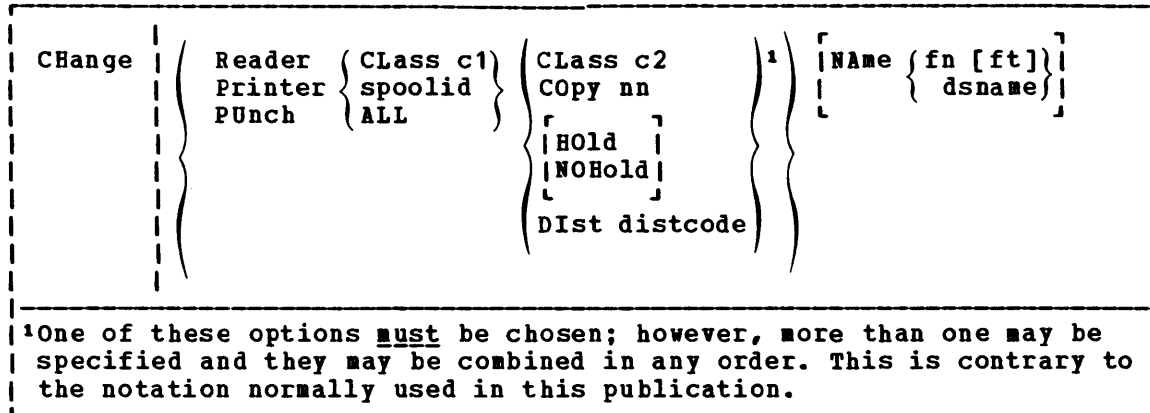 CHange Reader CLass c1 CLass c2 1 [NAme fn [ft]]
Printer spoolid COpy nn dsname
PUnch ALL
[HOld
NOHold]
DIst distcode
1One of these options must be chosen; however, more than one may be
specified and they may be combined in any order. This is contrary to
the notation normally used in this publication.